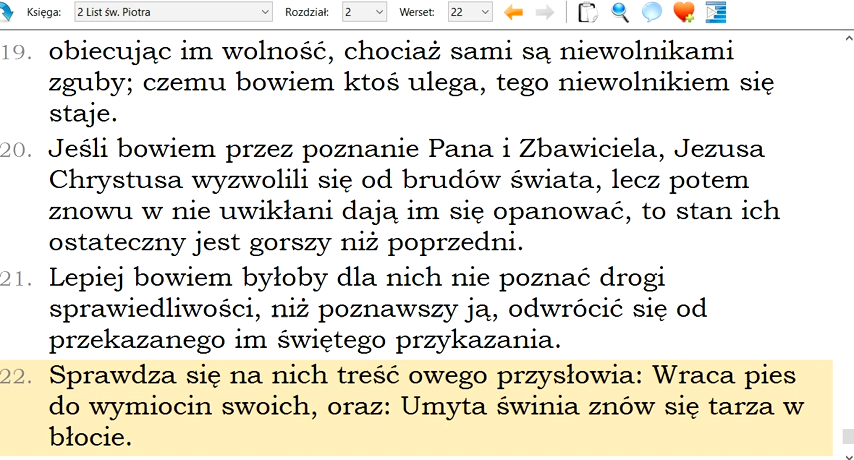 Księga: 2 List św. Piotra Rozdział: 2 Werset: 22
19. obiecując im wolność, chociaż sami są niewolnikami
zguby; czemu bowiem ktoś ulega, tego niewolnikiem się
staje.
20. Jeśli bowiem przez poznanie Pana i Zbawiciela, Jezusa
Chrystusa wyzwolili się od brudów świata, lecz potem
znowu w nie uwikłani dają im się opanować, to stan ich
ostateczny jest gorszy niż poprzedni.
21. Lepiej bowiem byłoby dla nich nie poznać drogi
sprawiedliwości, niż poznawszy ją, odwrócić się od
przekazanego im świętego przykazania.
22. Sprawdza się na nich treść owego przysłowia: Wraca pies
do wymiocin swoich, oraz: Umyta świnia znów się tarza w
błocie.